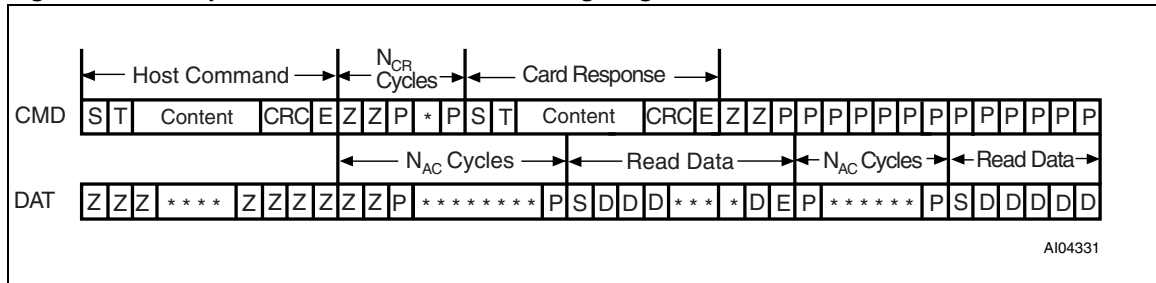 Host Command
NCR Cycles
Card Response
CMD S T Content CRC E Z Z P * P S T Content CRC E Z Z P P P P P P P P P P P P P
NAC Cycles
Read Data
NAC Cycles
Read Data
DAT Z Z Z * * * * Z Z Z Z Z Z P * * * * * * * * P S D D D * * * * D E P * * * * * * P S D D D D D
AI04331